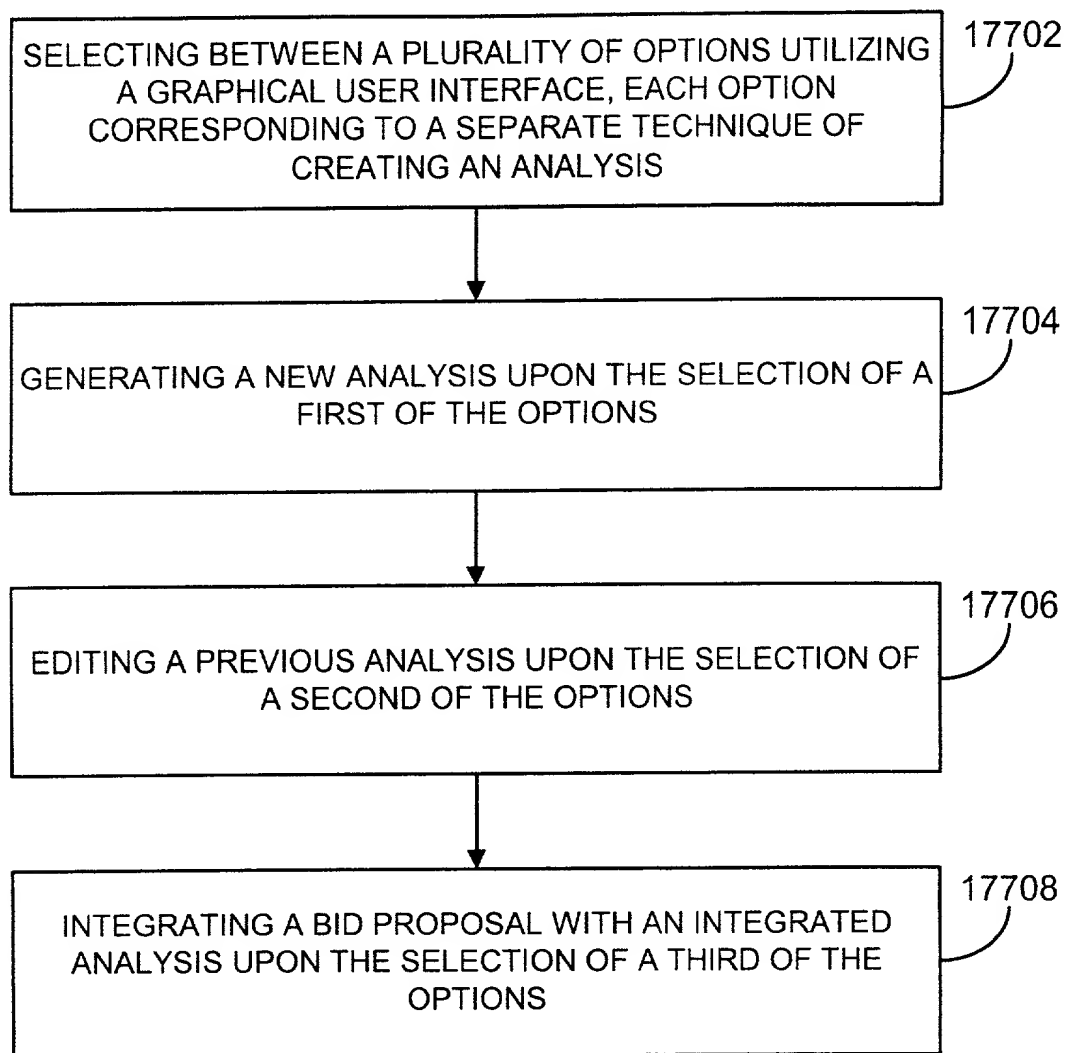 SELECTING BETWEEN A PLURALITY OF OPTIONS UTILIZING
A GRAPHICAL USER INTERFACE, EACH OPTION
CORRESPONDING TO A SEPARATE TECHNIQUE OF
CREATING AN ANALYSIS
17702
GENERATING A NEW ANALYSIS UPON THE SELECTION OF A
FIRST OF THE OPTIONS
17704
EDITING A PREVIOUS ANALYSIS UPON THE SELECTION OF
A SECOND OF THE OPTIONS
17706
INTEGRATING A BID PROPOSAL WITH AN INTEGRATED
ANALYSIS UPON THE SELECTION OF A THIRD OF THE
OPTIONS
17708